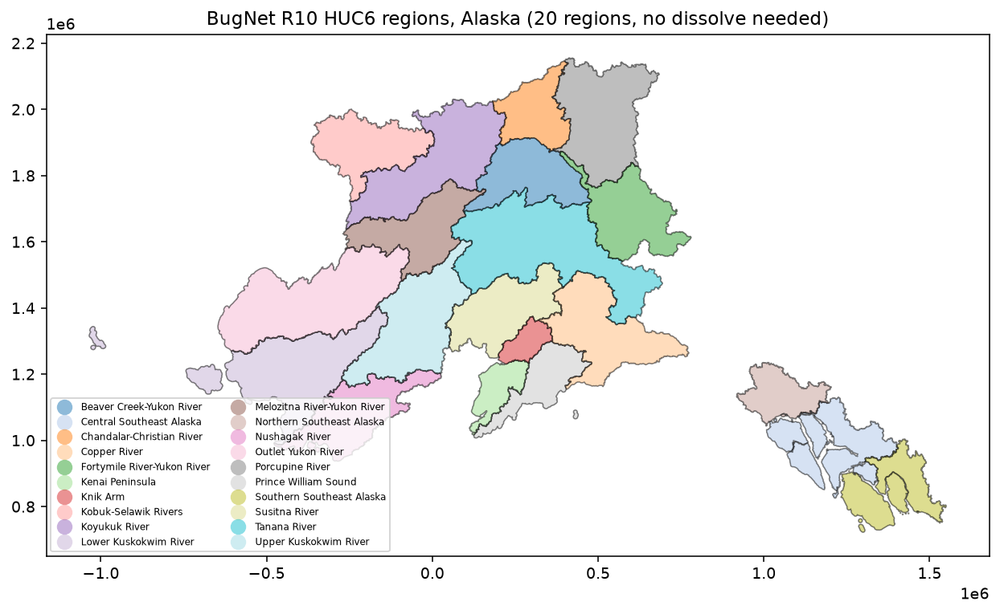 BugNet R10 HUC6 regions, Alaska (20 regions, no dissolve needed)
1e6
2.2
2.0
1.8
1.6
1.4
1.2
1.0
0.8
Beaver Creek-Yukon River
Central Southeast Alaska
Chandalar-Christian River
Copper River
Fortymile River-Yukon River
Kenai Peninsula
Knik Arm
Kobuk-Selawik Rivers
Koyukuk River
Lower Kuskokwim River
Melozitna River-Yukon River
Northern Southeast Alaska
Nushagak River
Outlet Yukon River
Porcupine River
Prince William Sound
Southern Southeast Alaska
Susitna River
Tanana River
Upper Kuskokwim River
−1.0 −0.5 0.0 0.5 1.0 1.5
1e6